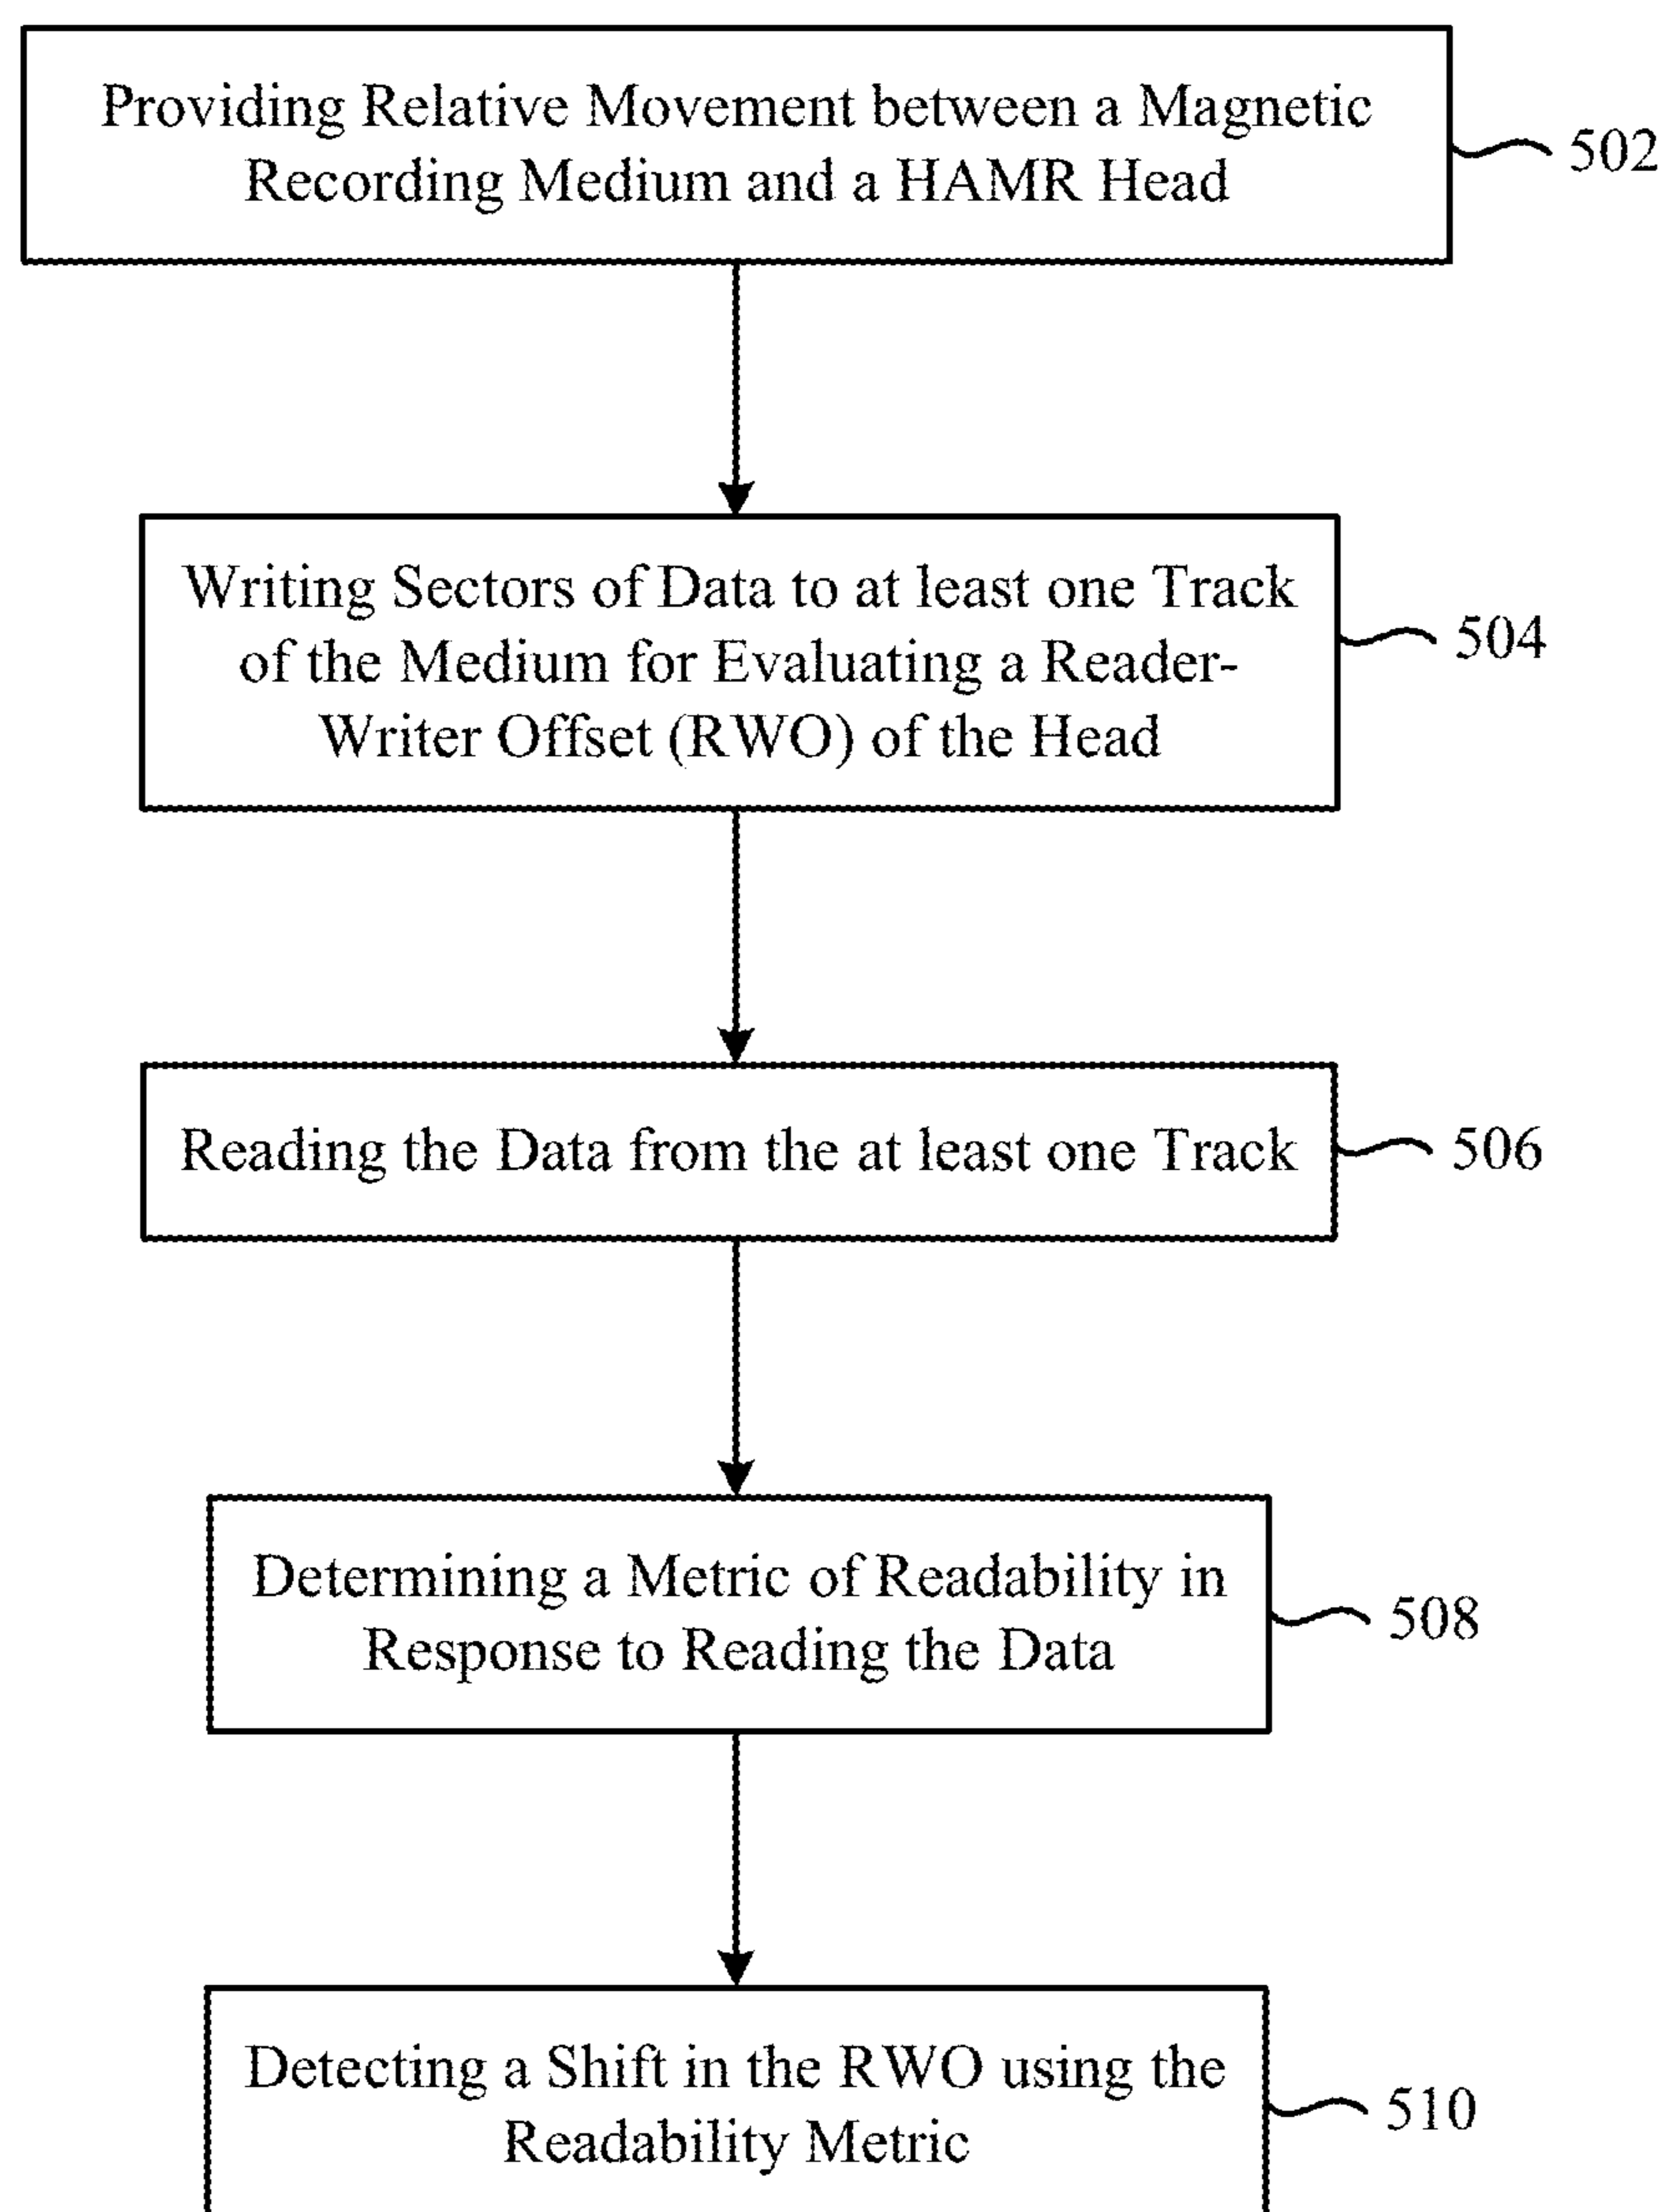 Providing Relative Movement between a Magnetic
Recording Medium and a HAMR Head
502
Writing Sectors of Data to at least one Track
of the Medium for Evaluating a Reader-
Writer Offset (RWO) of the Head
504
Reading the Data from the at least one Track
506
Determining a Metric of Readability in
Response to Reading the Data
508
Detecting a Shift in the RWO using the
Readability Metric
510